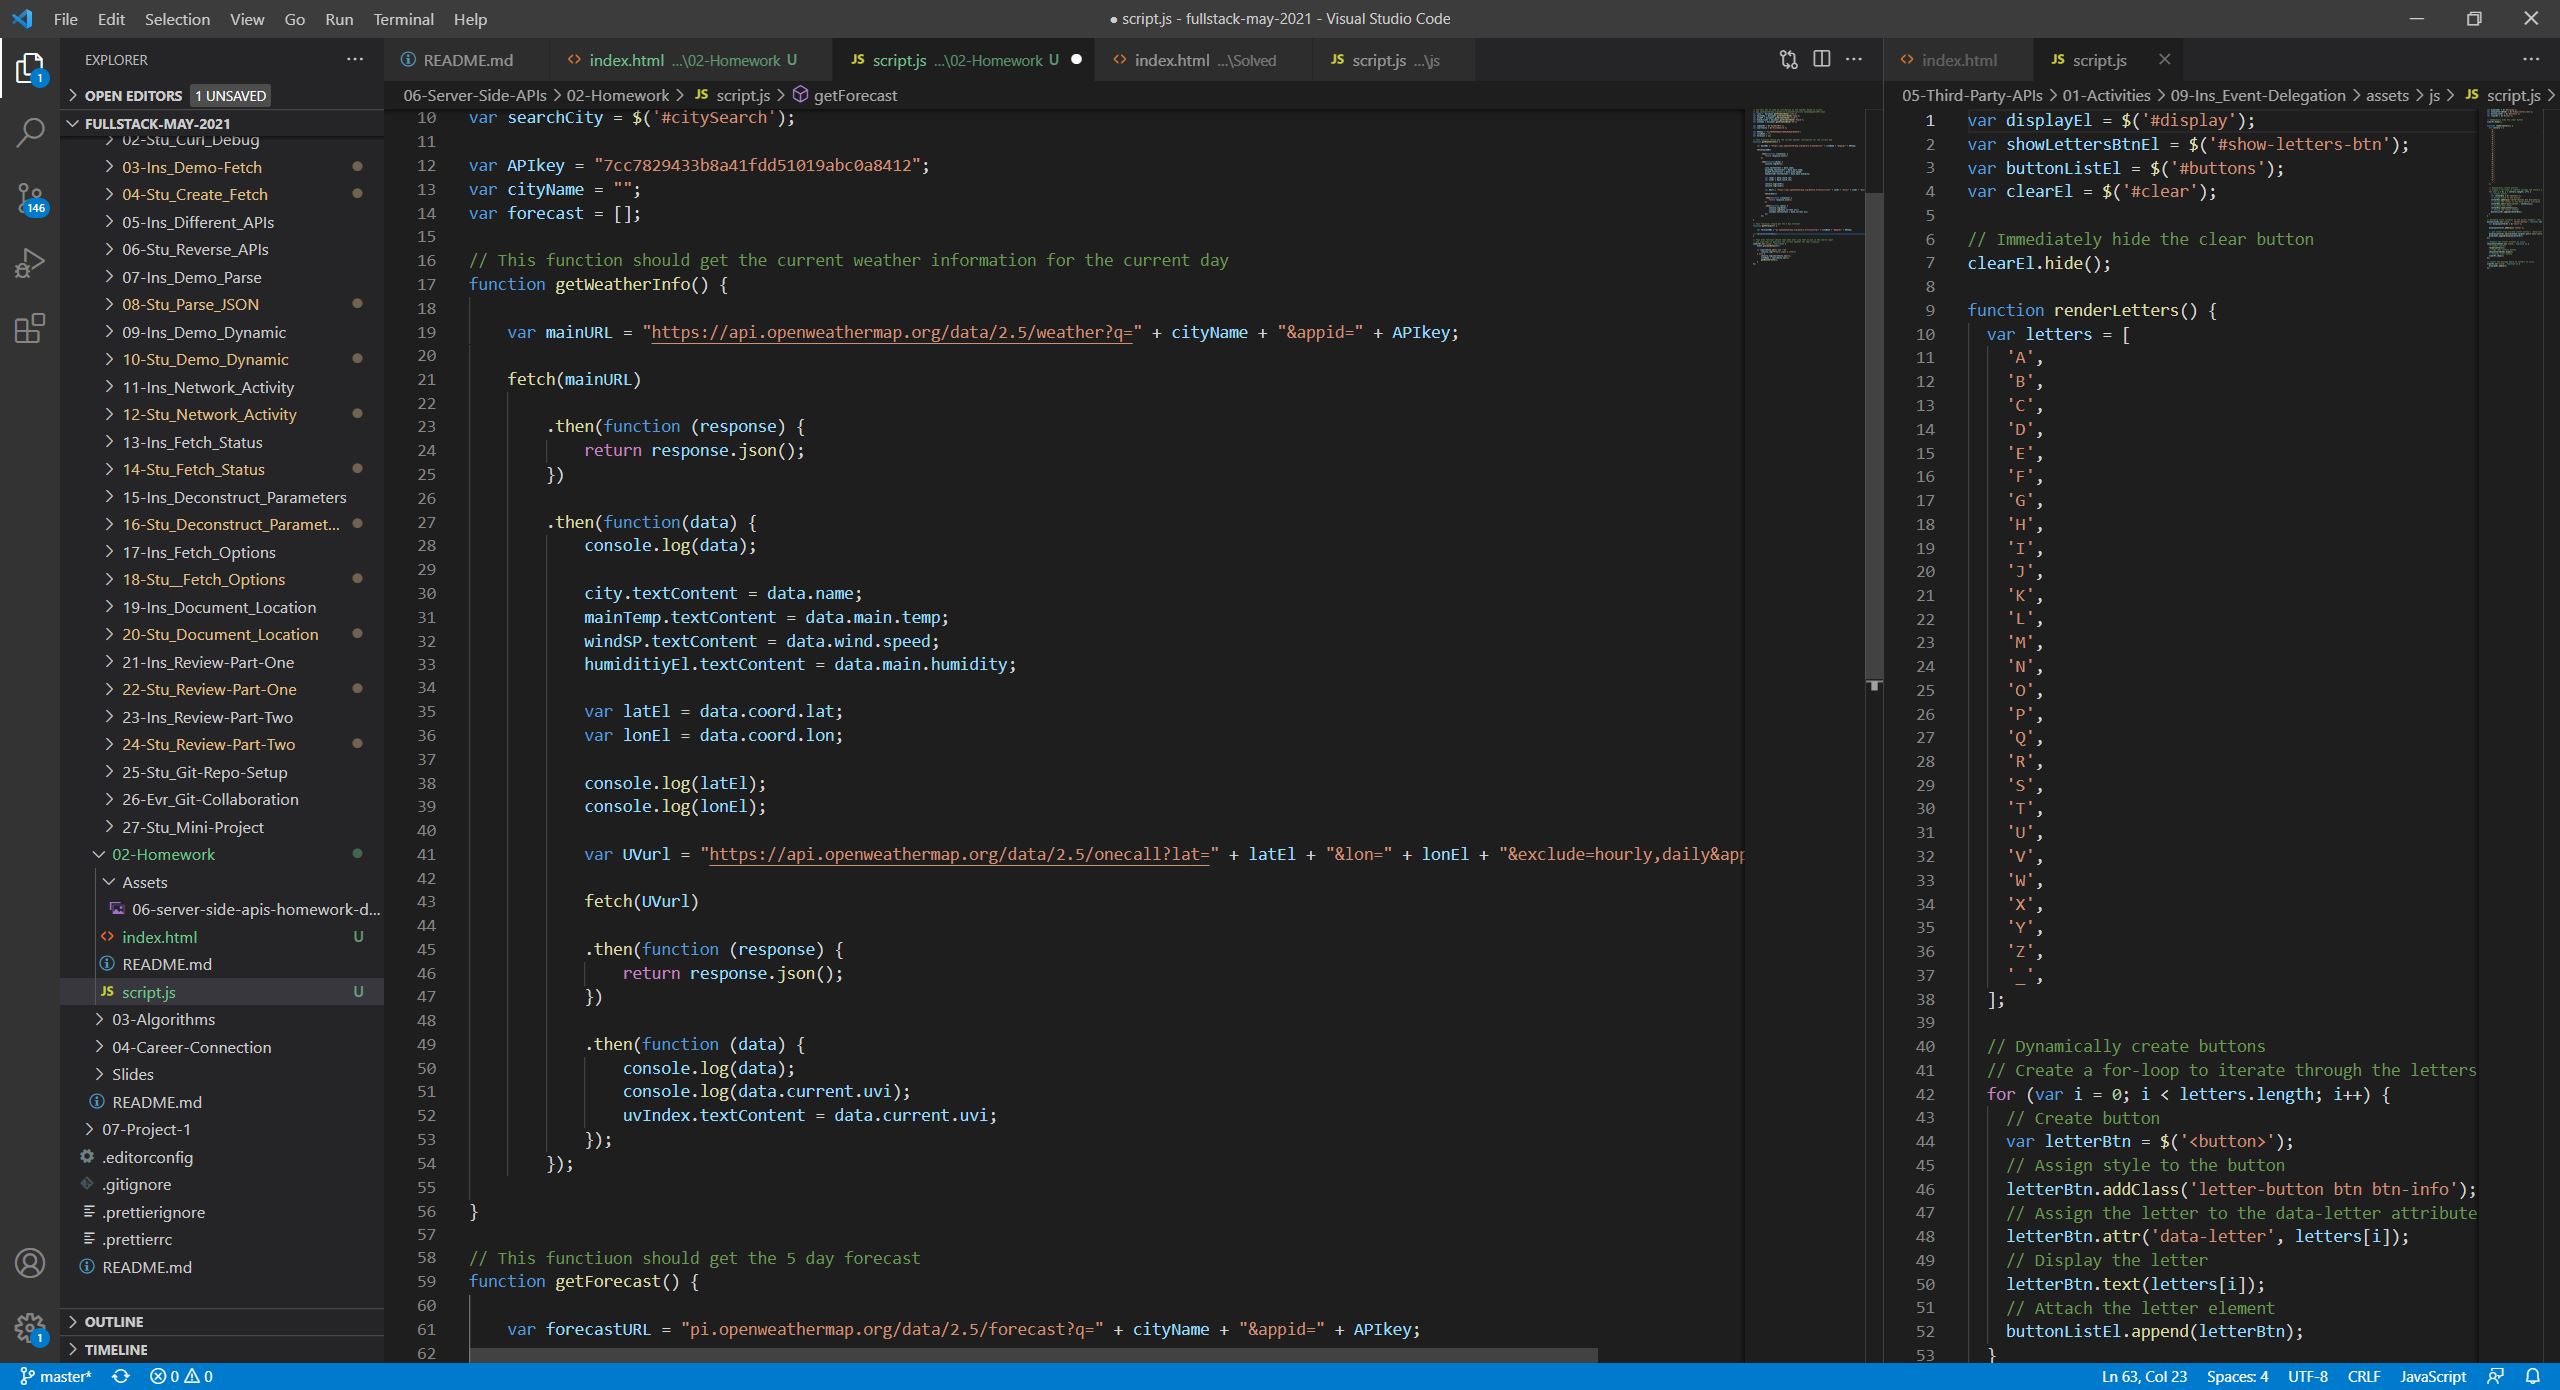 File Edit Selection View Go Run Terminal Help
● script.js - fullstack-may-2021 - Visual Studio Code
EXPLORER
OPEN EDITORS 1 UNSAVED
FULLSTACK-MAY-2021
02-Stu_Curl_Debug
03-Ins_Demo-Fetch
04-Stu_Create_Fetch
05-Ins_Different_APIs
06-Stu_Reverse_APIs
07-Ins_Demo_Parse
08-Stu_Parse_JSON
09-Ins_Demo_Dynamic
10-Stu_Demo_Dynamic
11-Ins_Network_Activity
12-Stu_Network_Activity
13-Ins_Fetch_Status
14-Stu_Fetch_Status
15-Ins_Deconstruct_Parameters
16-Stu_Deconstruct_Paramet...
17-Ins_Fetch_Options
18-Stu__Fetch_Options
19-Ins_Document_Location
20-Stu_Document_Location
21-Ins_Review-Part-One
22-Stu_Review-Part-One
23-Ins_Review-Part-Two
24-Stu_Review-Part-Two
25-Stu_Git-Repo-Setup
26-Evr_Git-Collaboration
27-Stu_Mini-Project
02-Homework
Assets
06-server-side-apis-homework-d...
index.html U
README.md
JS script.js U
03-Algorithms
04-Career-Connection
Slides
README.md
07-Project-1
.editorconfig
.gitignore
.prettierignore
.prettierrc
README.md
OUTLINE
TIMELINE
1
146
1
README.md
index.html ...\02-Homework U
JS script.js ...\02-Homework U
index.html ...\Solved
JS script.js ...\js
06-Server-Side-APIs > 02-Homework > JS script.js > getForecast
10 var searchCity = $('#citySearch');
11
12 var APIkey = "7cc7829433b8a41fdd51019abc0a8412";
13 var cityName = "";
14 var forecast = [];
15
16 // This function should get the current weather information for the current day
17 function getWeatherInfo() {
18
19 var mainURL = "https://api.openweathermap.org/data/2.5/weather?q=" + cityName + "&appid=" + APIkey;
20
21 fetch(mainURL)
22
23 .then(function (response) {
24 return response.json();
25 })
26
27 .then(function(data) {
28 console.log(data);
29
30 city.textContent = data.name;
31 mainTemp.textContent = data.main.temp;
32 windSP.textContent = data.wind.speed;
33 humiditiyEl.textContent = data.main.humidity;
34
35 var latEl = data.coord.lat;
36 var lonEl = data.coord.lon;
37
38 console.log(latEl);
39 console.log(lonEl);
40
41 var UVurl = "https://api.openweathermap.org/data/2.5/onecall?lat=" + latEl + "&lon=" + lonEl + "&exclude=hourly,daily&app
42
43 fetch(UVurl)
44
45 .then(function (response) {
46 return response.json();
47 })
48
49 .then(function (data) {
50 console.log(data);
51 console.log(data.current.uvi);
52 uvIndex.textContent = data.current.uvi;
53 });
54 });
55
56 }
57
58 // This functiuon should get the 5 day forecast
59 function getForecast() {
60
61 var forecastURL = "pi.openweathermap.org/data/2.5/forecast?q=" + cityName + "&appid=" + APIkey;
62
index.html
JS script.js
05-Third-Party-APIs > 01-Activities > 09-Ins_Event-Delegation > assets > js > JS script.js >
1 var displayEl = $('#display');
2 var showLettersBtnEl = $('#show-letters-btn');
3 var buttonListEl = $('#buttons');
4 var clearEl = $('#clear');
5
6 // Immediately hide the clear button
7 clearEl.hide();
8
9 function renderLetters() {
10 var letters = [
11 'A',
12 'B',
13 'C',
14 'D',
15 'E',
16 'F',
17 'G',
18 'H',
19 'I',
20 'J',
21 'K',
22 'L',
23 'M',
24 'N',
25 'O',
26 'P',
27 'Q',
28 'R',
29 'S',
30 'T',
31 'U',
32 'V',
33 'W',
34 'X',
35 'Y',
36 'Z',
37 '_',
38 ];
39
40 // Dynamically create buttons
41 // Create a for-loop to iterate through the letters
42 for (var i = 0; i < letters.length; i++) {
43 // Create button
44 var letterBtn = $('<button>');
45 // Assign style to the button
46 letterBtn.addClass('letter-button btn btn-info');
47 // Assign the letter to the data-letter attribute
48 letterBtn.attr('data-letter', letters[i]);
49 // Display the letter
50 letterBtn.text(letters[i]);
51 // Attach the letter element
52 buttonListEl.append(letterBtn);
53 }
master* 0 0
Ln 63, Col 23 Spaces: 4 UTF-8 CRLF JavaScript